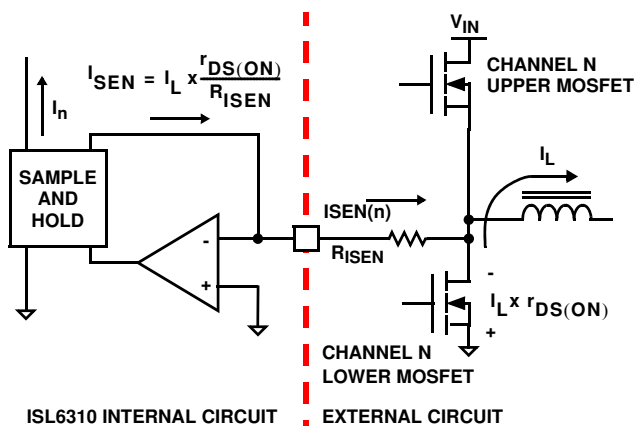 V_IN
CHANNEL N
UPPER MOSFET
I_SEN = I_L x r_DS(ON)
R_ISEN
I_n
SAMPLE
AND
HOLD
I_L
ISEN(n)
R_ISEN
-
+
-
I_L x r_DS(ON)
+
CHANNEL N
LOWER MOSFET
ISL6310 INTERNAL CIRCUIT
EXTERNAL CIRCUIT